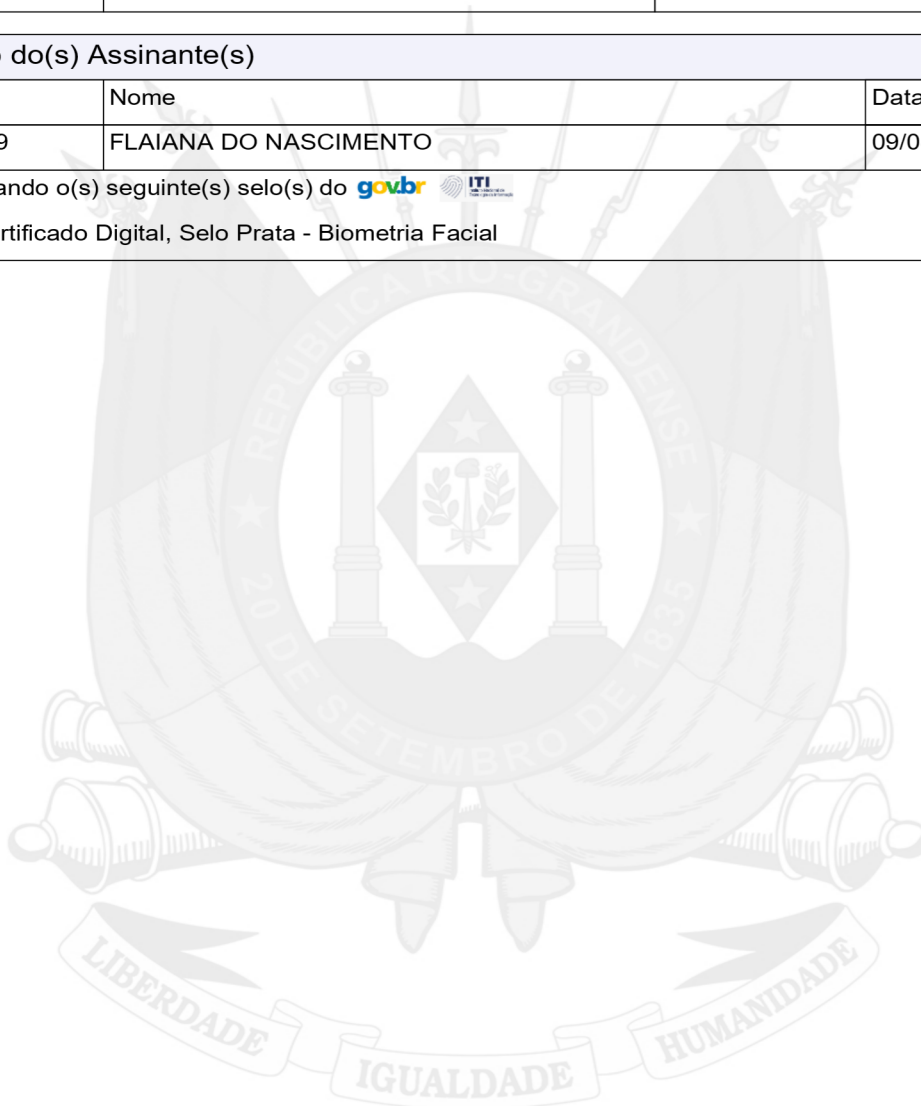 do(s) Assinante(s)
Nome Data
9 FLAIANA DO NASCIMENTO 09/0
ando o(s) seguinte(s) selo(s) do gov.br ITI
rtificado Digital, Selo Prata - Biometria Facial
REPUBLICA RIO-GRANDENSE
20 DE SETEMBRO DE 1835
LIBERDADE IGUALDADE HUMANIDADE